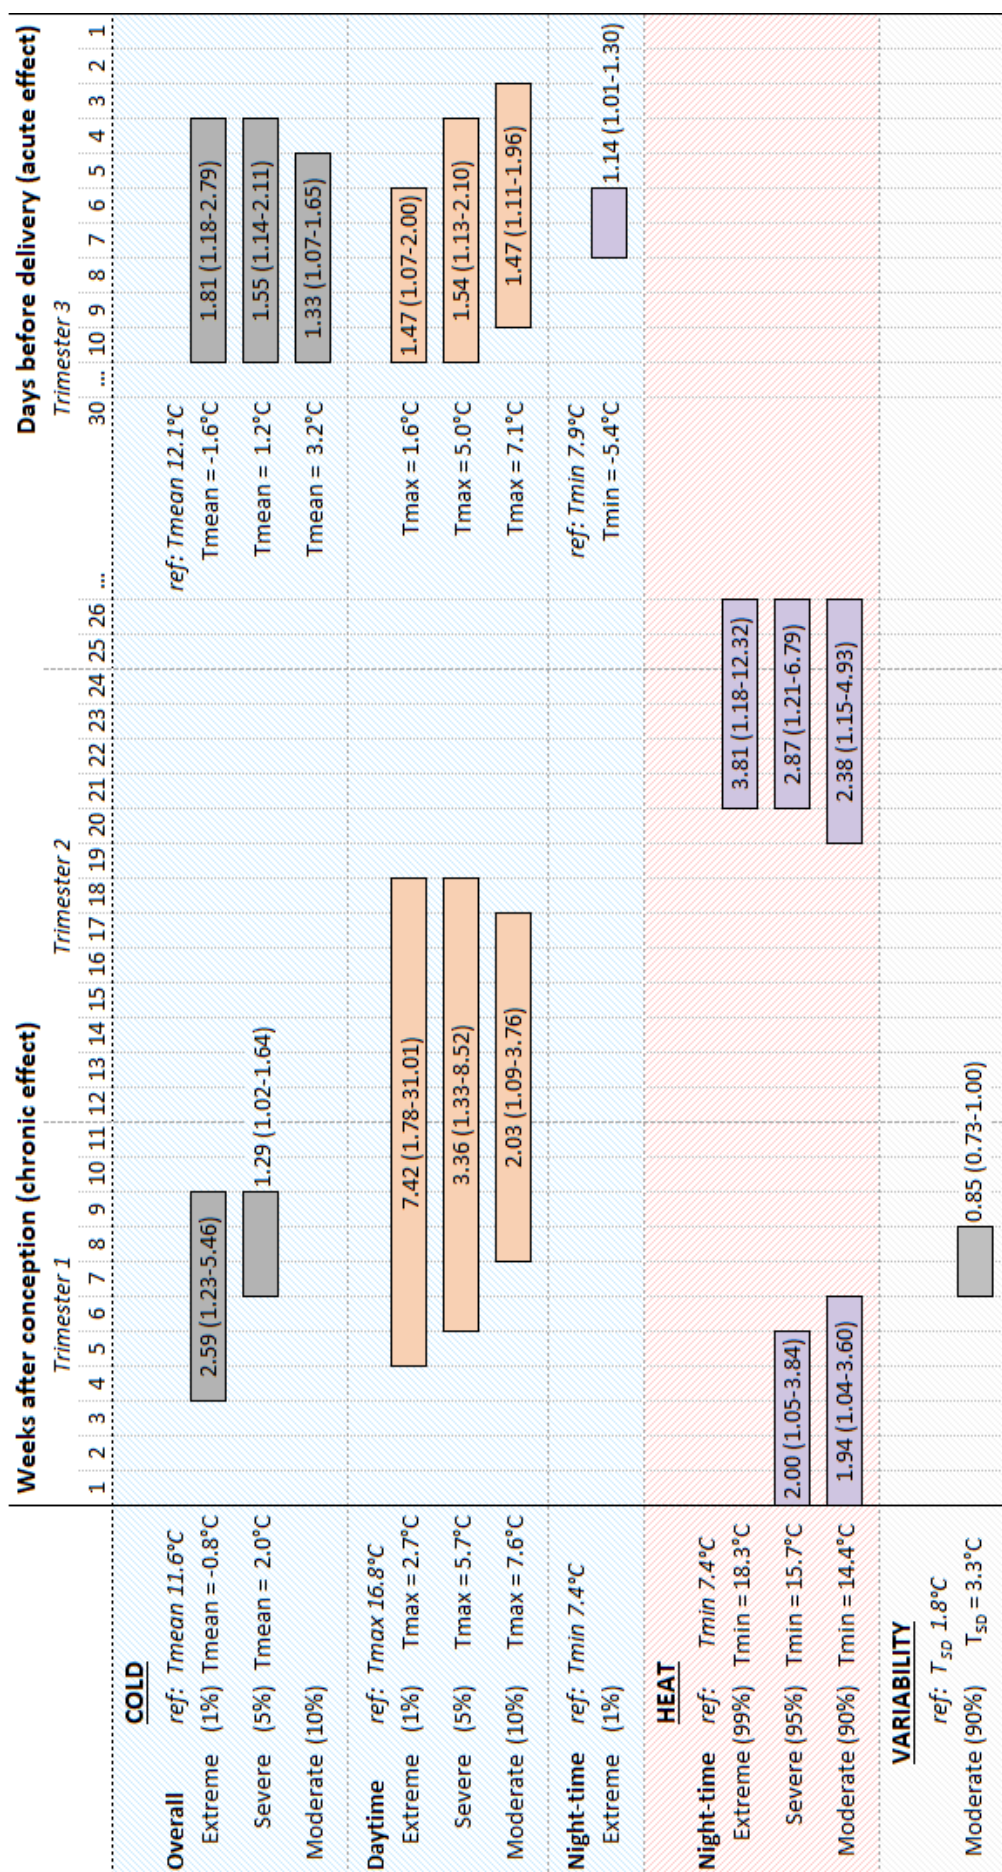 Weeks after conception (chronic effect) Days before delivery (acute effect)
Trimester 1 Trimester 2 Trimester 3
1 2 3 4 5 6 7 8 9 10 11 12 13 14 15 16 17 18 19 20 21 22 23 24 25 26 ... 30 ... 10 9 8 7 6 5 4 3 2 1
COLD
Overall ref: Tmean 11.6°C ref: Tmean 12.1°C
Extreme (1%) Tmean = -0.8°C 2.59 (1.23-5.46) Tmean = -1.6°C 1.81 (1.18-2.79)
Severe (5%) Tmean = 2.0°C 1.29 (1.02-1.64) Tmean = 1.2°C 1.55 (1.14-2.11)
Moderate (10%) Tmean = 3.2°C 1.33 (1.07-1.65)
Daytime ref: Tmax 16.8°C
Extreme (1%) Tmax = 2.7°C 7.42 (1.78-31.01) Tmax = 1.6°C 1.47 (1.07-2.00)
Severe (5%) Tmax = 5.7°C 3.36 (1.33-8.52) Tmax = 5.0°C 1.54 (1.13-2.10)
Moderate (10%) Tmax = 7.6°C 2.03 (1.09-3.76) Tmax = 7.1°C 1.47 (1.11-1.96)
Night-time ref: Tmin 7.4°C ref: Tmin 7.9°C
Extreme (1%) Tmin = -5.4°C 1.14 (1.01-1.30)
HEAT
Night-time ref: Tmin 7.4°C
Extreme (99%) Tmin = 18.3°C 3.81 (1.18-12.32)
Severe (95%) Tmin = 15.7°C 2.00 (1.05-3.84) 2.87 (1.21-6.79)
Moderate (90%) Tmin = 14.4°C 1.94 (1.04-3.60) 2.38 (1.15-4.93)
VARIABILITY
ref: TSD 1.8°C
Moderate (90%) TSD = 3.3°C 0.85 (0.73-1.00)